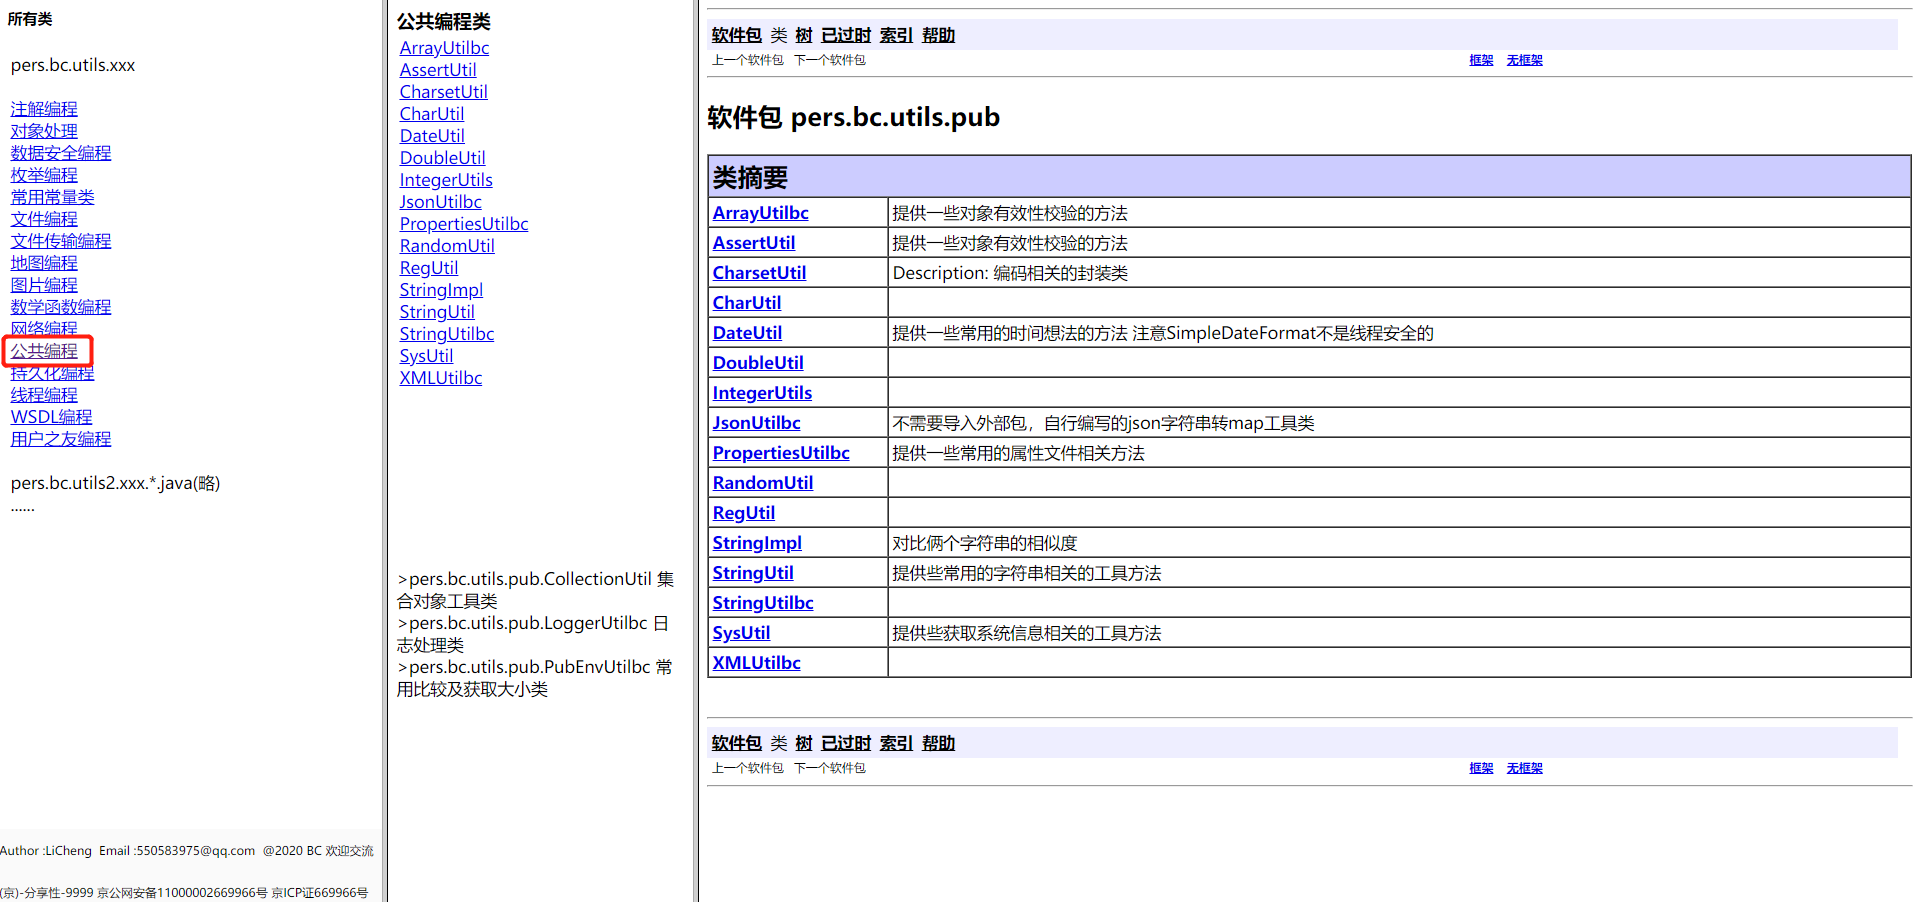 所有类
pers.bc.utils.xxx
注解编程
对象处理
数据安全编程
枚举编程
常用常量类
文件编程
文件传输编程
地图编程
图片编程
数学函数编程
网络编程
公共编程
持久化编程
线程编程
WSDL编程
用户之友编程
pers.bc.utils2.xxx.*.java(略)
......
Author :LiCheng  Email :550583975@qq.com  @2020 BC 欢迎交流
(京)-分享性-9999 京公网安备11000002669966号 京ICP证669966号
公共编程类
ArrayUtilbc
AssertUtil
CharsetUtil
CharUtil
DateUtil
DoubleUtil
IntegerUtils
JsonUtilbc
PropertiesUtilbc
RandomUtil
RegUtil
StringImpl
StringUtil
StringUtilbc
SysUtil
XMLUtilbc
>pers.bc.utils.pub.CollectionUtil 集
合对象工具类
>pers.bc.utils.pub.LoggerUtilbc 日
志处理类
>pers.bc.utils.pub.PubEnvUtilbc 常
用比较及获取大小类
软件包 类 树 已过时 索引 帮助
上一个软件包 下一个软件包 框架 无框架
软件包 pers.bc.utils.pub
类摘要
ArrayUtilbc 提供一些对象有效性校验的方法
AssertUtil 提供一些对象有效性校验的方法
CharsetUtil Description: 编码相关的封装类
CharUtil
DateUtil 提供一些常用的时间想法的方法 注意SimpleDateFormat不是线程安全的
DoubleUtil
IntegerUtils
JsonUtilbc 不需要导入外部包，自行编写的json字符串转map工具类
PropertiesUtilbc 提供一些常用的属性文件相关方法
RandomUtil
RegUtil
StringImpl 对比俩个字符串的相似度
StringUtil 提供些常用的字符串相关的工具方法
StringUtilbc
SysUtil 提供些获取系统信息相关的工具方法
XMLUtilbc
软件包 类 树 已过时 索引 帮助
上一个软件包 下一个软件包 框架 无框架